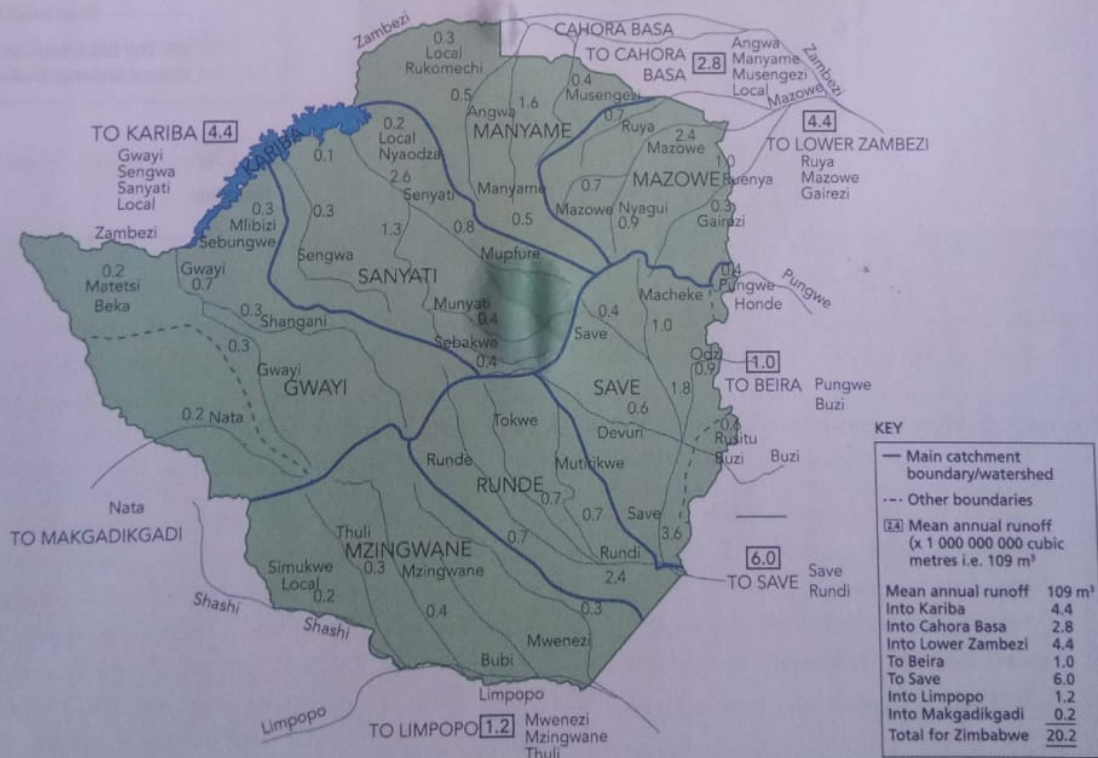 Zambezi
0.3
Local
Rukomechi
CAHORA BASA
TO CAHORA
BASA
2.8
Angwa
Manyame
Musengezi
Local
Zambezi
Mazowe
0.4
Musengezi
0.5
Angwa
1.6
MANYAME
0.7
Ruya
2.4
Mazowe
4.4
TO LOWER ZAMBEZI
Ruya
Mazowe
Gairezi
TO KARIBA 4.4
Gwayi
Sengwa
Sanyati
Local
KARIBA
0.2
Local
Nyaodza
0.1
2.6
Senyati
Manyame
0.5
0.7
MAZOWE
1.0
Ruenya
Mazowe
Nyagui
0.9
0.3
Gairezi
Zambezi
0.3
Mlibizi
Sebungwe
0.3
Sengwa
1.3
0.8
Mupfure
SANYATI
0.2
Matetsi
Beka
Gwayi
0.7
0.3
Shangani
Munyati
0.4
Sebakwe
0.4
0.4
Pungwe
Honde
Pungwe
Macheke
0.4
Save
1.0
0.3
Gwayi
GWAYI
Odzi
0.9
1.0
TO BEIRA
Pungwe
Buzi
SAVE
1.8
0.6
Devuri
0.2 Nata
Tokwe
0.6
Rusitu
Buzi
Buzi
Runde
Mutirikwe
RUNDE
0.7
0.7
Save
3.6
Nata
TO MAKGADIKGADI
Thuli
MZINGWANE
0.3
Mzingwane
0.7
Rundi
2.4
6.0
TO SAVE
Save
Rundi
Simukwe
Local
0.2
0.4
0.3
Shashi
Shashi
Mwenezi
Bubi
Limpopo
Limpopo
TO LIMPOPO 1.2
Mwenezi
Mzingwane
Thuli
KEY
Main catchment
boundary/watershed
Other boundaries
2.4 Mean annual runoff
(x 1 000 000 000 cubic
metres i.e. 109 m³
Mean annual runoff 109 m³
Into Kariba 4.4
Into Cahora Basa 2.8
Into Lower Zambezi 4.4
To Beira 1.0
To Save 6.0
Into Limpopo 1.2
Into Makgadikgadi 0.2
Total for Zimbabwe 20.2